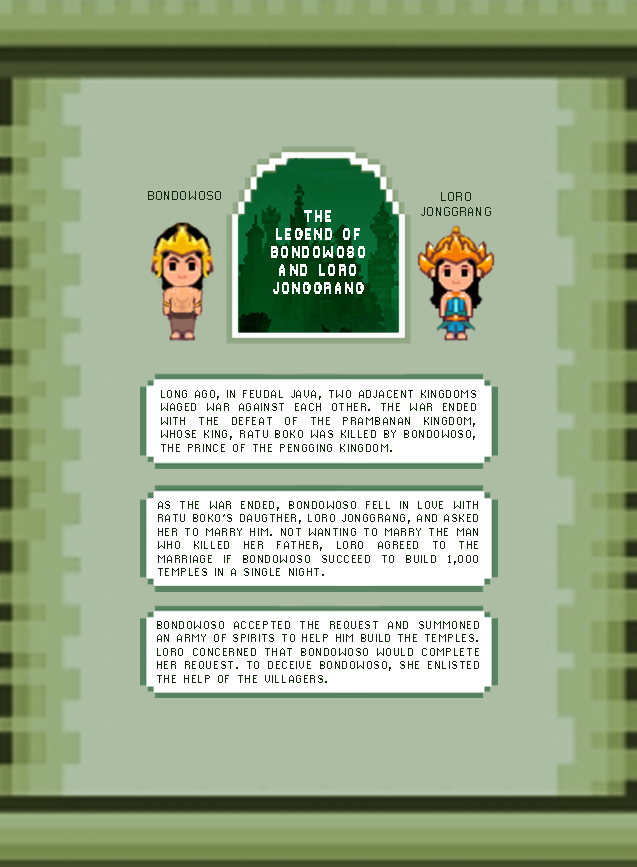 BONDOWOSO
LORO
JONGGRANG
THE
LEGEND OF
BONDOWOSO
AND LORO
JONGGRANG
LONG AGO, IN FEUDAL JAVA, TWO ADJACENT KINGDOMS
WAGED WAR AGAINST EACH OTHER. THE WAR ENDED
WITH THE DEFEAT OF THE PRAMBANAN KINGDOM,
WHOSE KING, RATU BOKO WAS KILLED BY BONDOWOSO,
THE PRINCE OF THE PENGGING KINGDOM.
AS THE WAR ENDED, BONDOWOSO FELL IN LOVE WITH
RATU BOKO'S DAUGTHER, LORO JONGGRANG, AND ASKED
HER TO MARRY HIM. NOT WANTING TO MARRY THE MAN
WHO KILLED HER FATHER, LORO AGREED TO THE
MARRIAGE IF BONDOWOSO SUCCEED TO BUILD 1,000
TEMPLES IN A SINGLE NIGHT.
BONDOWOSO ACCEPTED THE REQUEST AND SUMMONED
AN ARMY OF SPIRITS TO HELP HIM BUILD THE TEMPLES.
LORO CONCERNED THAT BONDOWOSO WOULD COMPLETE
HER REQUEST. TO DECEIVE BONDOWOSO, SHE ENLISTED
THE HELP OF THE VILLAGERS.